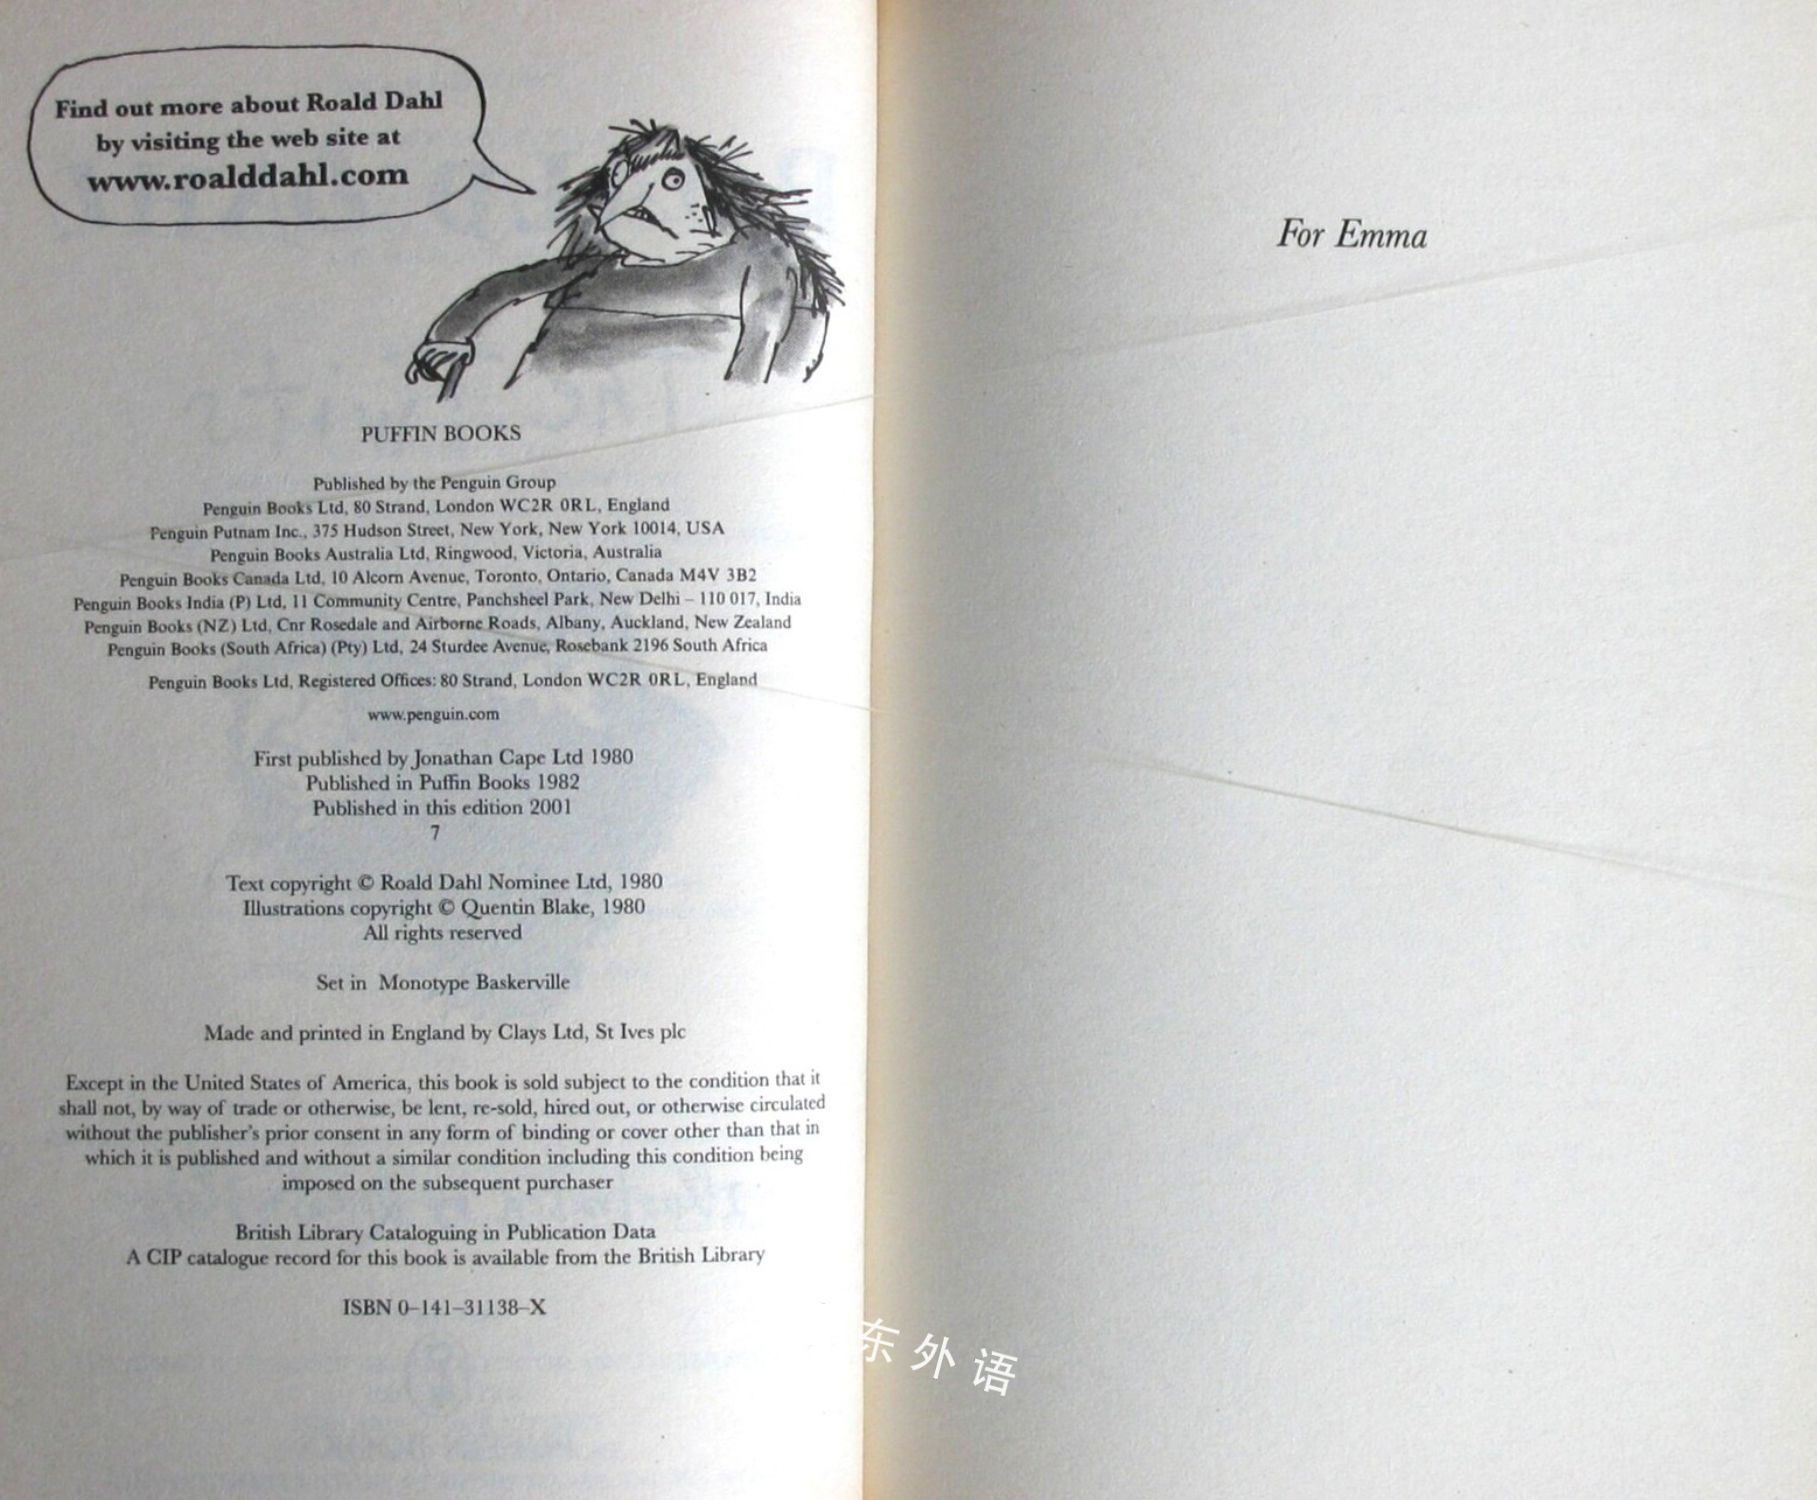 Find out more about Roald Dahl
by visiting the web site at
www.roalddahl.com
PUFFIN BOOKS
Published by the Penguin Group
Penguin Books Ltd, 80 Strand, London WC2R 0RL, England
Penguin Putnam Inc., 375 Hudson Street, New York, New York 10014, USA
Penguin Books Australia Ltd, Ringwood, Victoria, Australia
Penguin Books Canada Ltd, 10 Alcorn Avenue, Toronto, Ontario, Canada M4V 3B2
Penguin Books India (P) Ltd, 11 Community Centre, Panchsheel Park, New Delhi – 110 017, India
Penguin Books (NZ) Ltd, Cnr Rosedale and Airborne Roads, Albany, Auckland, New Zealand
Penguin Books (South Africa) (Pty) Ltd, 24 Sturdee Avenue, Rosebank 2196 South Africa
Penguin Books Ltd, Registered Offices: 80 Strand, London WC2R 0RL, England
www.penguin.com
First published by Jonathan Cape Ltd 1980
Published in Puffin Books 1982
Published in this edition 2001
7
Text copyright © Roald Dahl Nominee Ltd, 1980
Illustrations copyright © Quentin Blake, 1980
All rights reserved
Set in Monotype Baskerville
Made and printed in England by Clays Ltd, St Ives plc
Except in the United States of America, this book is sold subject to the condition that it
shall not, by way of trade or otherwise, be lent, re-sold, hired out, or otherwise circulated
without the publisher's prior consent in any form of binding or cover other than that in
which it is published and without a similar condition including this condition being
imposed on the subsequent purchaser
British Library Cataloguing in Publication Data
A CIP catalogue record for this book is available from the British Library
ISBN 0–141–31138–X
For Emma
东外语